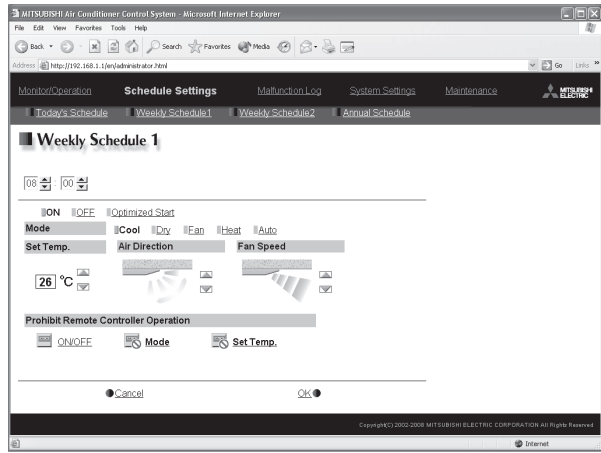 MITSUBISHI Air Conditioner Control System - Microsoft Internet Explorer
File Edit View Favorites Tools Help
Back Search Favorites Media
Address http://192.168.1.1/en/administrator.html Go Links »
Monitor/Operation Schedule Settings Malfunction Log System Settings Maintenance MITSUBISHI ELECTRIC
Today's Schedule Weekly Schedule1 Weekly Schedule2 Annual Schedule
Weekly Schedule 1
08 : 00
ON OFF Optimized Start
Mode Cool Dry Fan Heat Auto
Set Temp. Air Direction Fan Speed
26 °C
Prohibit Remote Controller Operation
ON/OFF Mode Set Temp.
Cancel OK
Copyright(C) 2002-2008 MITSUBISHI ELECTRIC CORPORATION All Rights Reserved
Internet